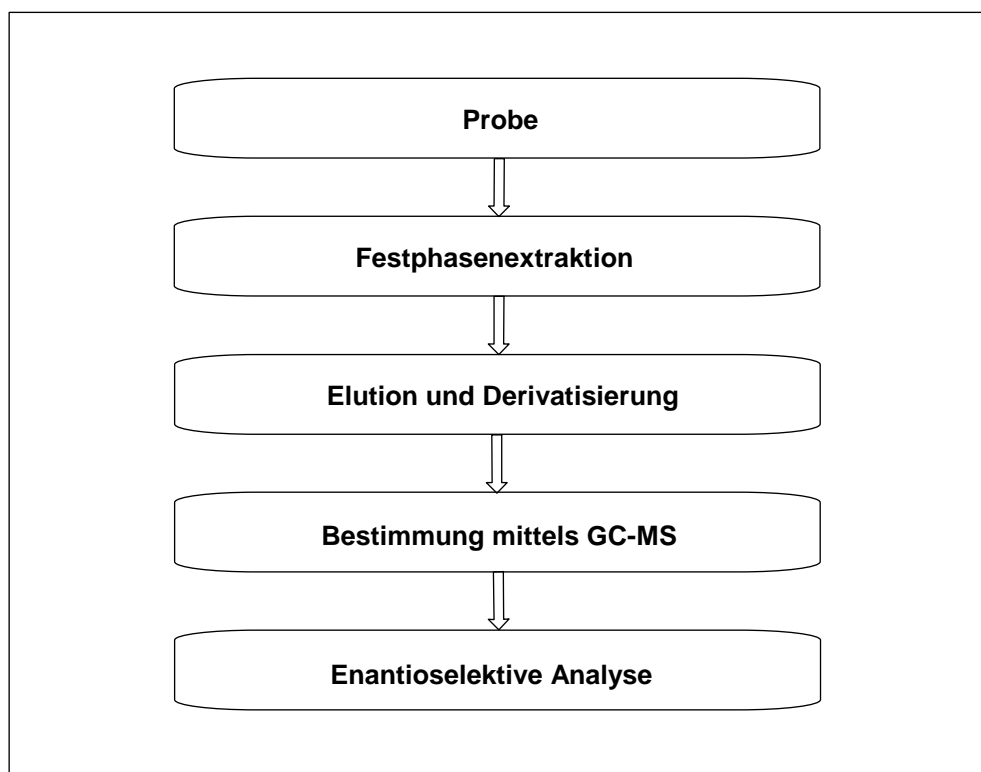 Probe
Festphasenextraktion
Elution und Derivatisierung
Bestimmung mittels GC-MS
Enantioselektive Analyse